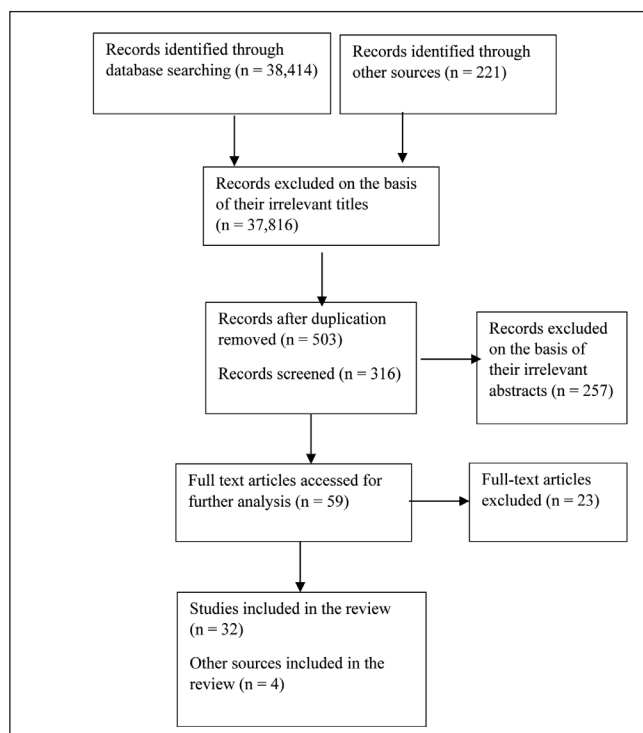 Records identified through
database searching (n = 38,414)
Records identified through
other sources (n = 221)
Records excluded on the basis
of their irrelevant titles
(n = 37,816)
Records after duplication
removed (n = 503)
Records screened (n = 316)
Records excluded
on the basis of
their irrelevant
abstracts (n = 257)
Full text articles accessed for
further analysis (n = 59)
Full-text articles
excluded (n = 23)
Studies included in the review
(n = 32)
Other sources included in the
review (n = 4)